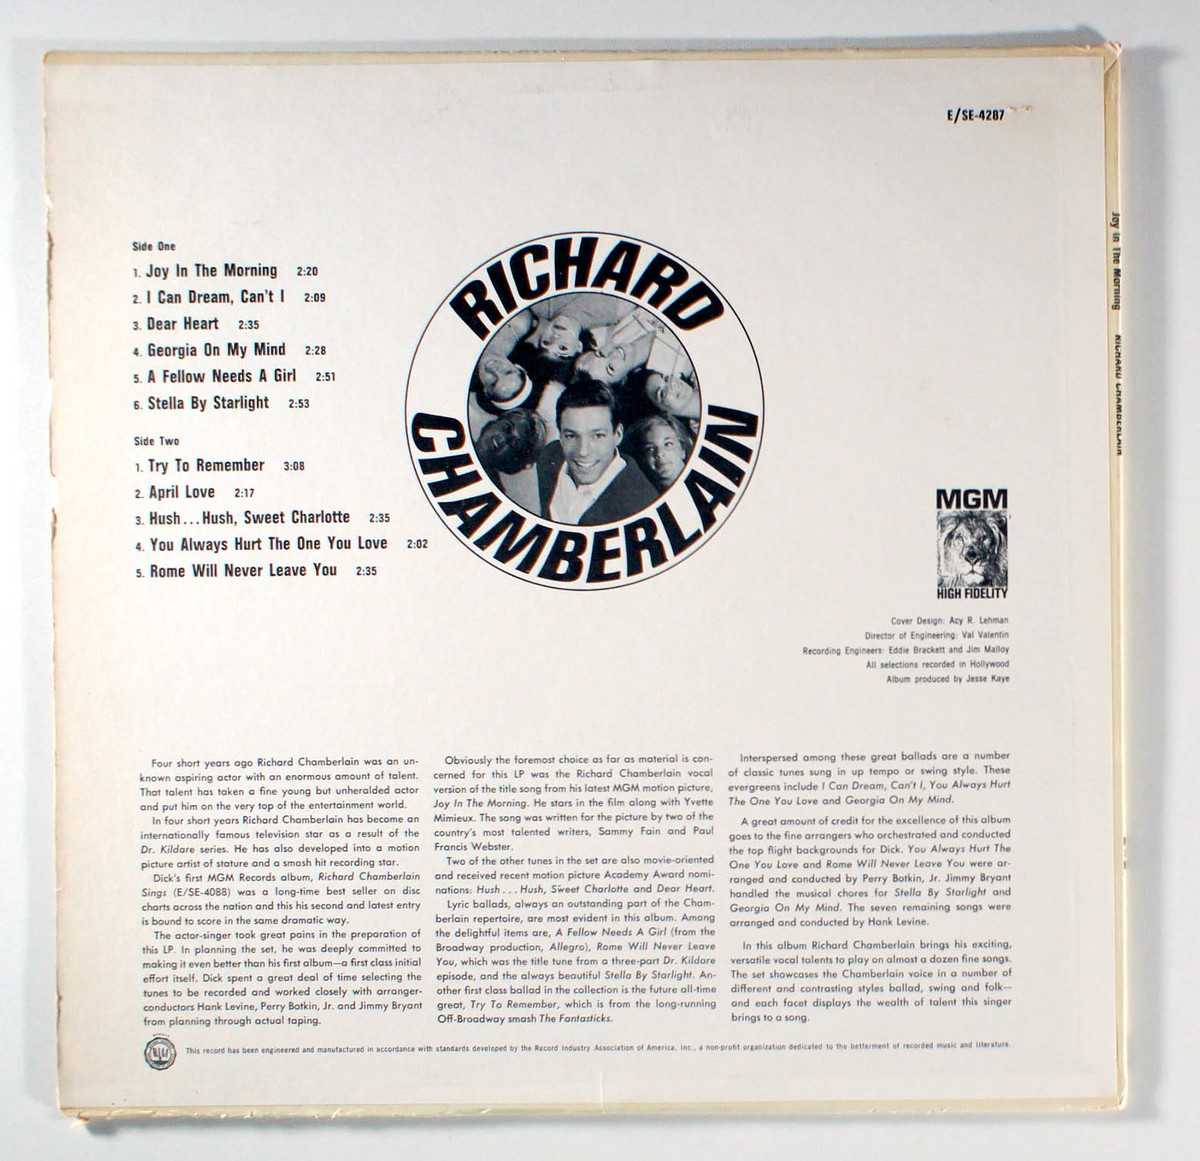 E/SE-4287
Side One
1. Joy In The Morning 2:20
2. I Can Dream, Can't I 2:09
3. Dear Heart 2:35
4. Georgia On My Mind 2:28
5. A Fellow Needs A Girl 2:51
6. Stella By Starlight 2:53
Side Two
1. Try To Remember 3:08
2. April Love 2:17
3. Hush...Hush, Sweet Charlotte 2:35
4. You Always Hurt The One You Love 2:02
5. Rome Will Never Leave You 2:35
RICHARD
CHAMBERLAIN
MGM
HIGH FIDELITY
Cover Design: Acy R. Lehman
Director of Engineering: Val Valentin
Recording Engineers: Eddie Brackett and Jim Malloy
All selections recorded in Hollywood
Album produced by Jesse Kaye
Joy In The Morning RICHARD CHAMBERLAIN
Four short years ago Richard Chamberlain was an un-
known aspiring actor with an enormous amount of talent.
That talent has taken a fine young but unheralded actor
and put him on the very top of the entertainment world.
In four short years Richard Chamberlain has become an
internationally famous television star as a result of the
Dr. Kildare series. He has also developed into a motion
picture artist of stature and a smash hit recording star.
Dick's first MGM Records album, Richard Chamberlain
Sings (E/SE-4088) was a long-time best seller on disc
charts across the nation and this his second and latest entry
is bound to score in the same dramatic way.
The actor-singer took great pains in the preparation of
this LP. In planning the set, he was deeply committed to
making it even better than his first album—a first class initial
effort itself. Dick spent a great deal of time selecting the
tunes to be recorded and worked closely with arranger-
conductors Hank Levine, Perry Botkin, Jr. and Jimmy Bryant
from planning through actual taping.
Obviously the foremost choice as far as material is con-
cerned for this LP was the Richard Chamberlain vocal
version of the title song from his latest MGM motion picture,
Joy In The Morning. He stars in the film along with Yvette
Mimieux. The song was written for the picture by two of the
country's most talented writers, Sammy Fain and Paul
Francis Webster.
Two of the other tunes in the set are also movie-oriented
and received recent motion picture Academy Award nomi-
nations: Hush...Hush, Sweet Charlotte and Dear Heart.
Lyric ballads, always an outstanding part of the Cham-
berlain repertoire, are most evident in this album. Among
the delightful items are, A Fellow Needs A Girl (from the
Broadway production, Allegro), Rome Will Never Leave
You, which was the title tune from a three-part Dr. Kildare
episode, and the always beautiful Stella By Starlight. An-
other first class ballad in the collection is the future all-time
great, Try To Remember, which is from the long-running
Off-Broadway smash The Fantasticks.
Interspersed among these great ballads are a number
of classic tunes sung in up tempo or swing style. These
evergreens include I Can Dream, Can't I, You Always Hurt
The One You Love and Georgia On My Mind.
A great amount of credit for the excellence of this album
goes to the fine arrangers who orchestrated and conducted
the top flight backgrounds for Dick. You Always Hurt The
One You Love and Rome Will Never Leave You were ar-
ranged and conducted by Perry Botkin, Jr. Jimmy Bryant
handled the musical chores for Stella By Starlight and
Georgia On My Mind. The seven remaining songs were
arranged and conducted by Hank Levine.
In this album Richard Chamberlain brings his exciting,
versatile vocal talents to play on almost a dozen fine songs.
The set showcases the Chamberlain voice in a number of
different and contrasting styles ballad, swing and folk—
and each facet displays the wealth of talent this singer
brings to a song.
This record has been engineered and manufactured in accordance with standards developed by the Record Industry Association of America, Inc., a non-profit organization dedicated to the betterment of recorded music and literature.